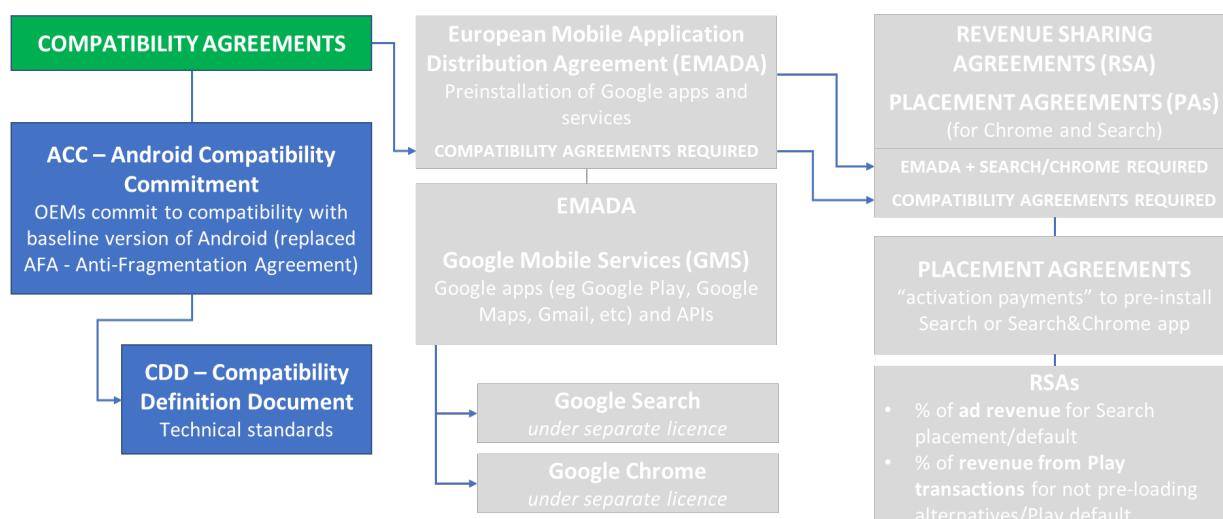 COMPATIBILITY AGREEMENTS
ACC – Android Compatibility
Commitment
OEMs commit to compatibility with
baseline version of Android (replaced
AFA - Anti-Fragmentation Agreement)
CDD – Compatibility
Definition Document
Technical standards
European Mobile Application
Distribution Agreement (EMADA)
Preinstallation of Google apps and
services
COMPATIBILITY AGREEMENTS REQUIRED
EMADA
Google Mobile Services (GMS)
Google apps (eg Google Play, Google
Maps, Gmail, etc) and APIs
Google Search
under separate licence
Google Chrome
under separate licence
REVENUE SHARING
AGREEMENTS (RSA)
PLACEMENT AGREEMENTS (PAs)
(for Chrome and Search)
EMADA + SEARCH/CHROME REQUIRED
COMPATIBILITY AGREEMENTS REQUIRED
PLACEMENT AGREEMENTS
“activation payments” to pre-install
Search or Search&Chrome app
RSAs
• % of ad revenue for Search
placement/default
• % of revenue from Play
transactions for not pre-loading
alternatives/Play default